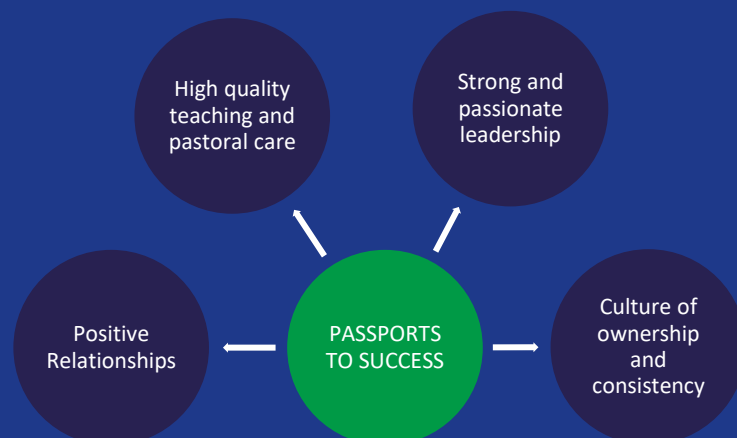 High quality
teaching and
pastoral care
Strong and
passionate
leadership
Positive
Relationships
PASSPORTS
TO SUCCESS
Culture of
ownership
and
consistency